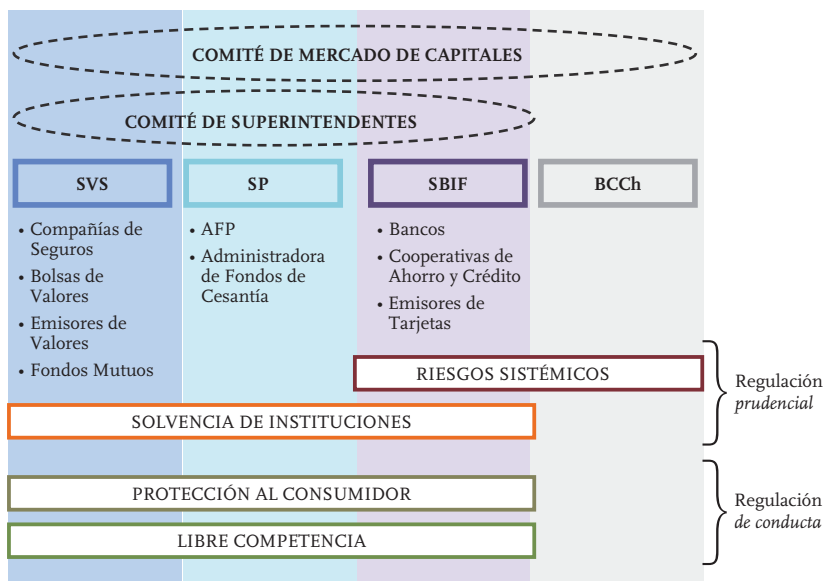 COMITÉ DE MERCADO DE CAPITALES
COMITÉ DE SUPERINTENDENTES
SVS
SP
SBIF
BCCh
• Compañías de
Seguros
• Bolsas de
Valores
• Emisores de
Valores
• Fondos Mutuos
• AFP
• Administradora
de Fondos de
Cesantía
• Bancos
• Cooperativas de
Ahorro y Crédito
• Emisores de
Tarjetas
RIESGOS SISTÉMICOS
SOLVENCIA DE INSTITUCIONES
Regulación
prudencial
PROTECCIÓN AL CONSUMIDOR
LIBRE COMPETENCIA
Regulación
de conducta